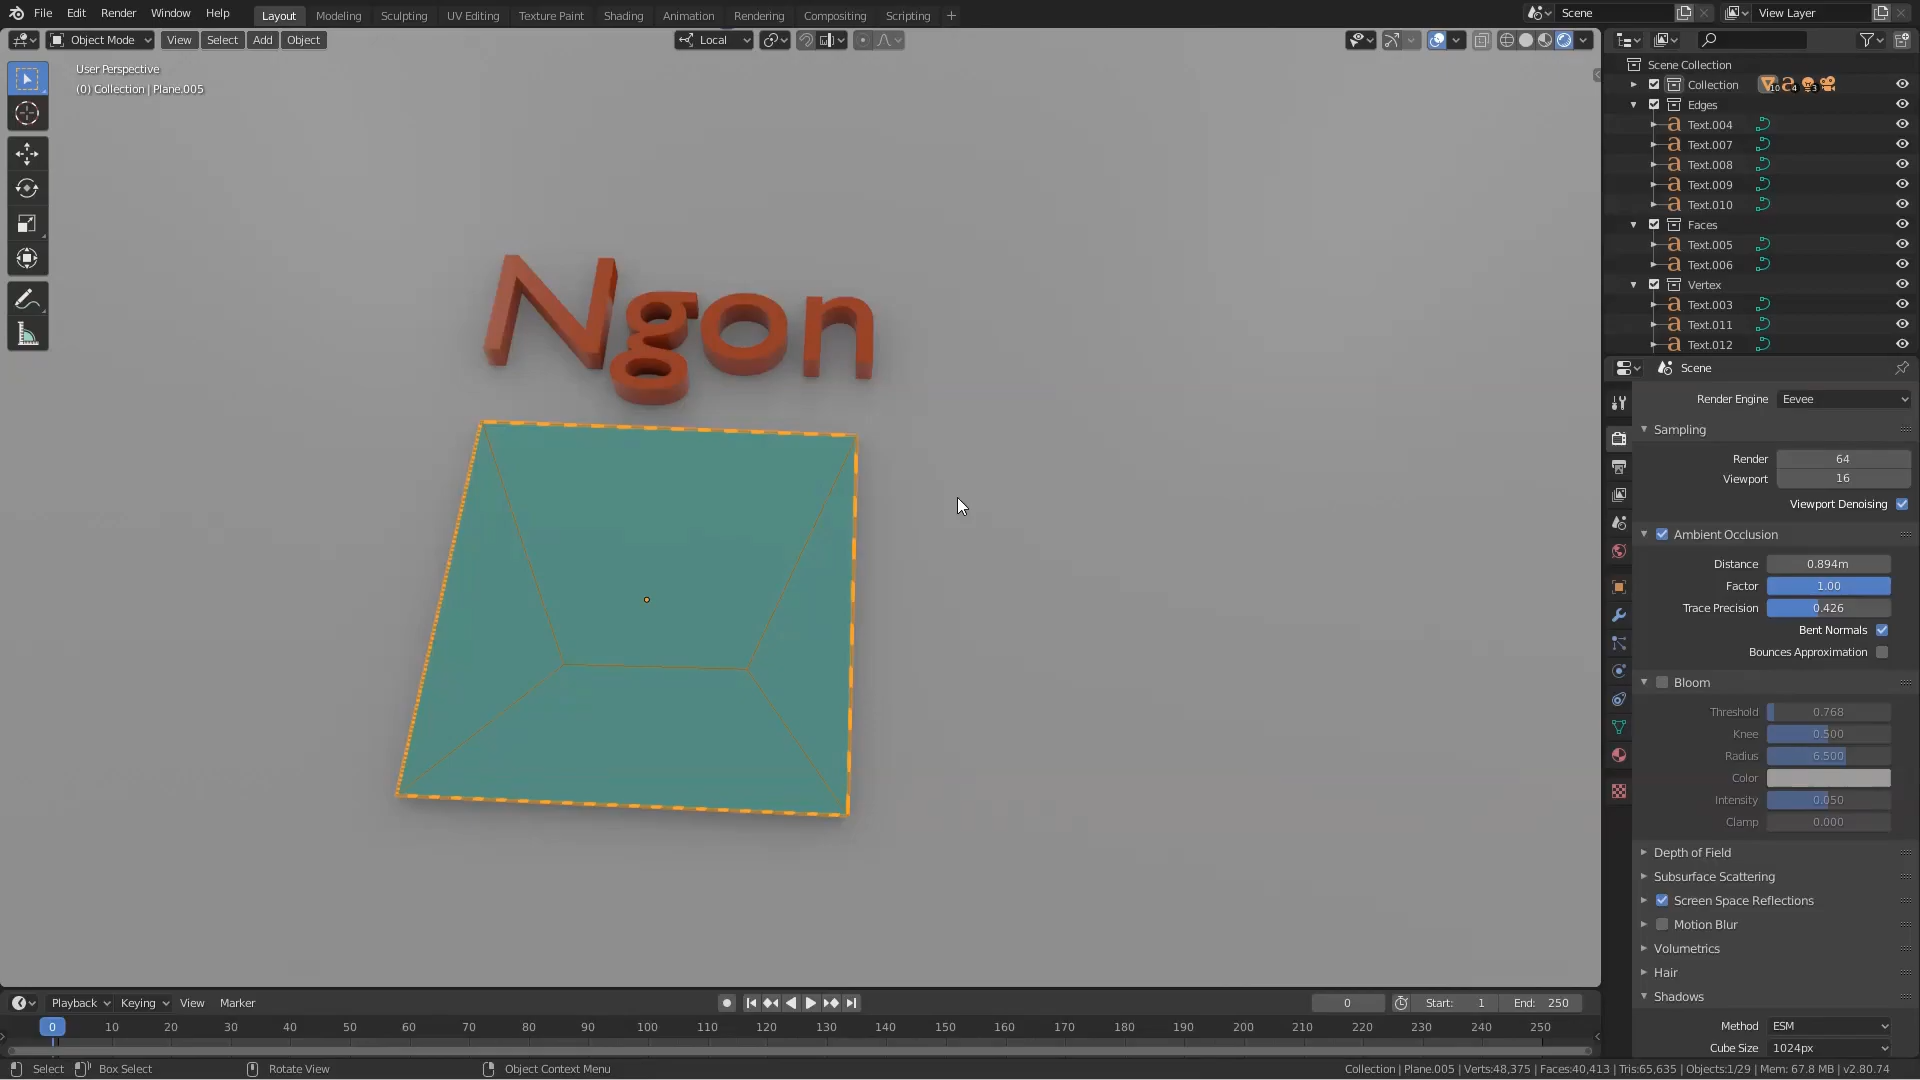 File Edit Render Window Help Layout Modeling Sculpting UV Editing Texture Paint Shading Animation Rendering Compositing Scripting + Scene View Layer
Object Mode View Select Add Object Local
User Perspective
(0) Collection | Plane.005
Ngon
Scene Collection
Collection 10 4 3
Edges
Text.004
Text.007
Text.008
Text.009
Text.010
Faces
Text.005
Text.006
Vertex
Text.003
Text.011
Text.012
Scene
Render Engine Eevee
Sampling
Render 64
Viewport 16
Viewport Denoising
Ambient Occlusion
Distance 0.894m
Factor 1.00
Trace Precision 0.426
Bent Normals
Bounces Approximation
Bloom
Threshold 0.768
Knee 0.500
Radius 6.500
Color
Intensity 0.050
Clamp 0.000
Depth of Field
Subsurface Scattering
Screen Space Reflections
Motion Blur
Volumetrics
Hair
Shadows
Method ESM
Cube Size 1024px
Playback Keying View Marker 0 Start: 1 End: 250
0 10 20 30 40 50 60 70 80 90 100 110 120 130 140 150 160 170 180 190 200 210 220 230 240 250
Select Box Select Rotate View Object Context Menu Collection | Plane.005 | Verts:48,375 | Faces:40,413 | Tris:65,635 | Objects:1/29 | Mem: 67.8 MB | v2.80.74